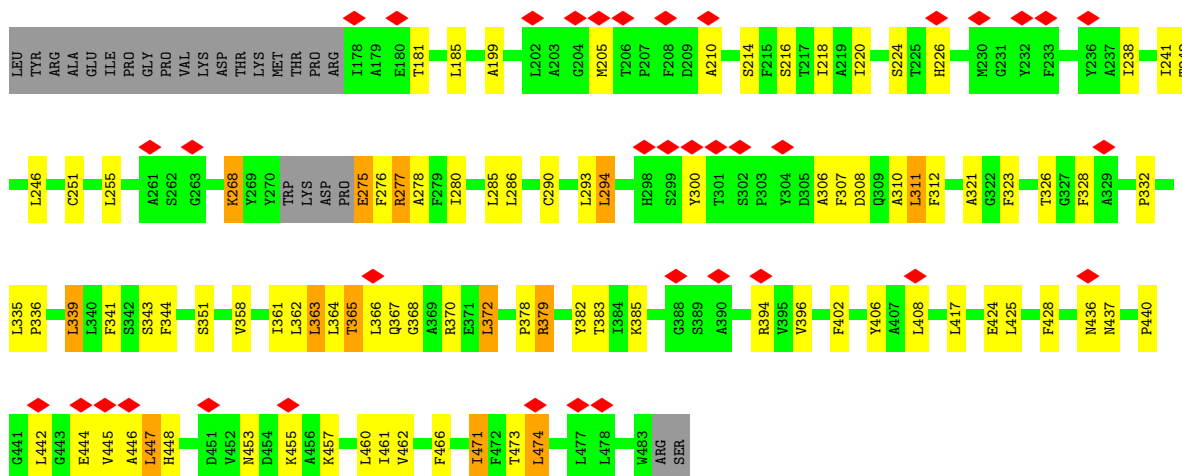 LEU TYR ARG ALA GLU ILE PRO GLY PRO VAL LYS ASP THR LYS MET THR PRO ARG I178 A179 E180 T181 L185 A199 L202 A203 G204 M205 T206 P207 F208 D209 A210 S214 F215 S216 T217 I218 A219 I220 S224 T225 H226 M230 G231 Y232 F233 Y236 A237 I238 I241
L246 C251 L255 A261 S262 G263 K268 Y269 Y270 TRP LYS ASP PRO E275 F276 R277 A278 F279 I280 L285 L286 C290 L293 L294 H298 S299 Y300 T301 S302 P303 Y304 D305 A306 F307 D308 Q309 A310 L311 F312 A321 G322 F323 T326 G327 F328 A329 P332
L335 P336 L339 L340 F341 S342 S343 F344 S351 V358 I361 L362 L363 L364 T365 L366 Q367 G368 A369 R370 E371 L372 P378 R379 Y382 T383 I384 K385 G388 S389 A390 R394 V395 V396 F402 Y406 A407 L408 L417 E424 L425 F428 N436 N437 P440
G441 L442 G443 E444 V445 A446 L447 H448 D451 V452 N453 D454 K455 A456 K457 L460 I461 V462 F466 I471 F472 T473 L474 L477 L478 W483 ARG SER